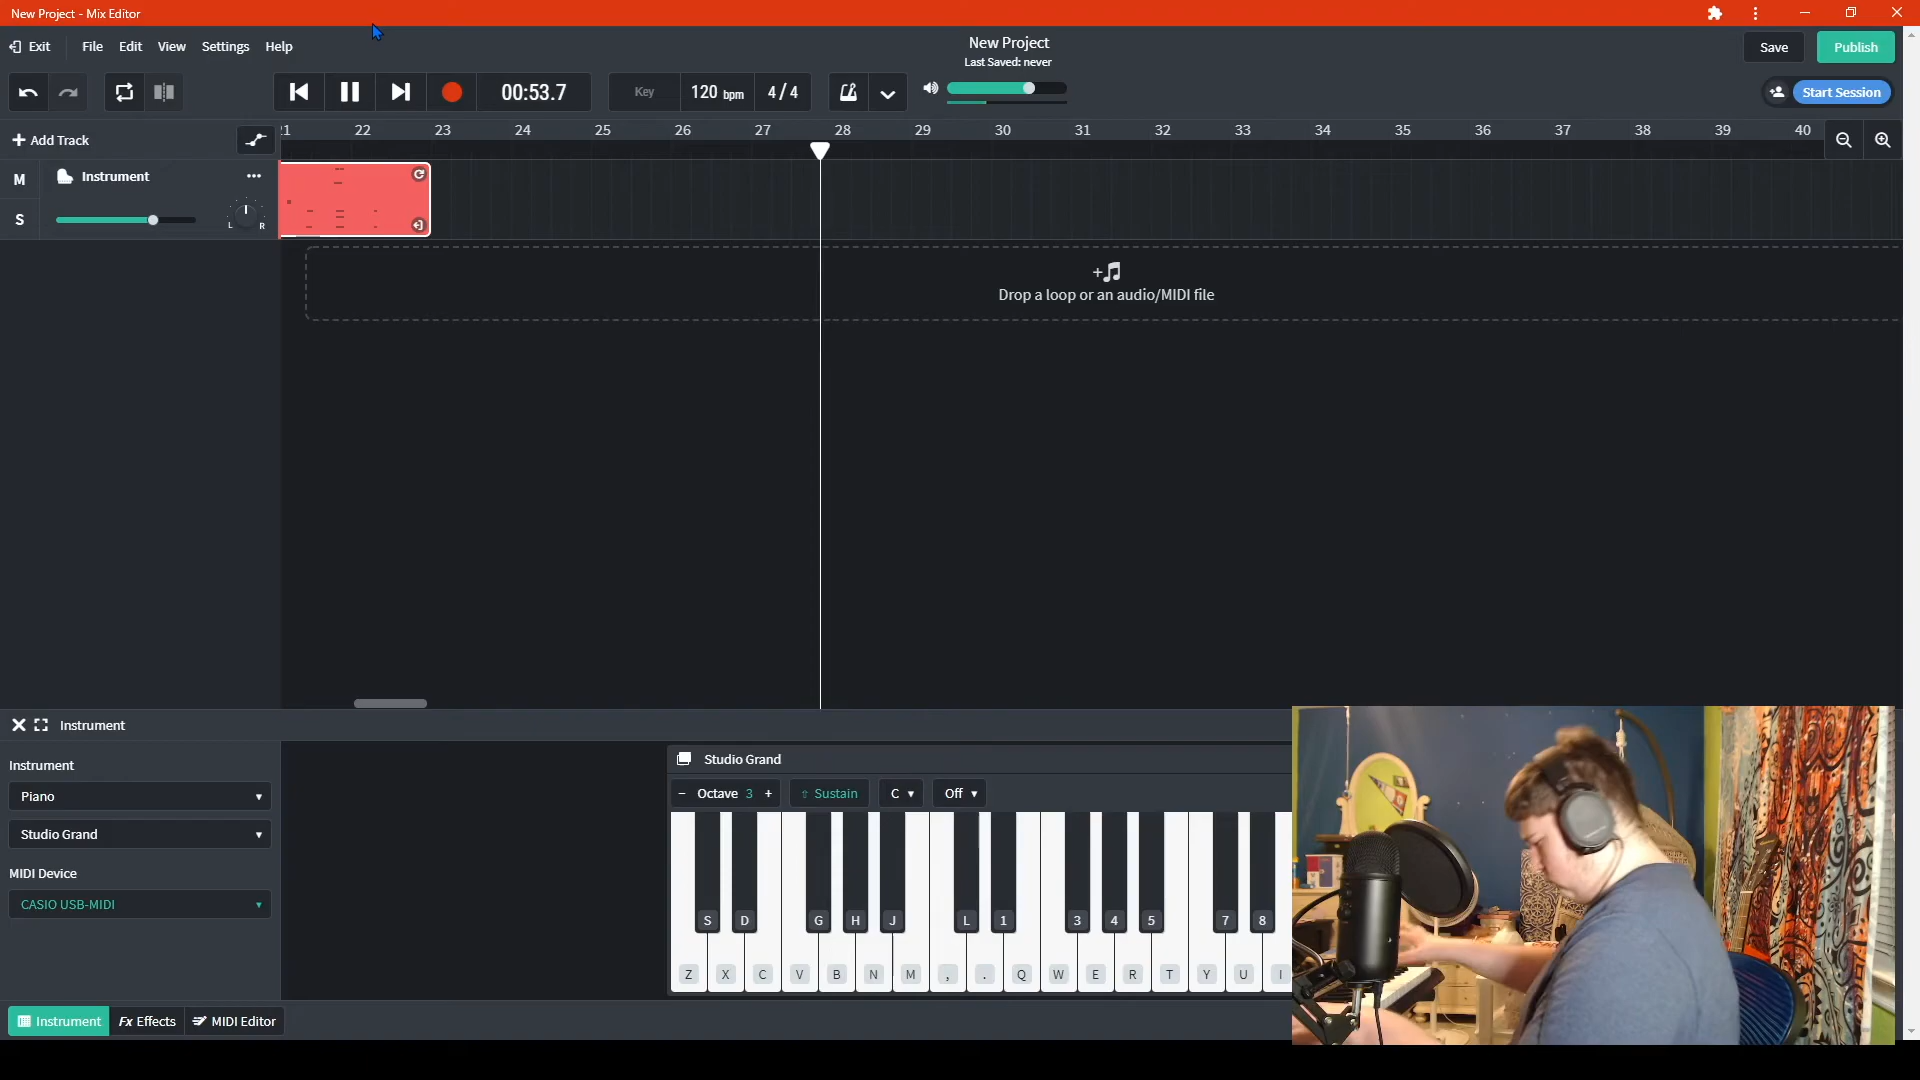 New Project - Mix Editor
Exit File Edit View Settings Help
New Project
Last Saved: never
Save Publish
00:53.7 Key 120 bpm 4/4
Start Session
+ Add Track
21 22 23 24 25 26 27 28 29 30 31 32 33 34 35 36 37 38 39 40
M Instrument •••
S L R
Drop a loop or an audio/MIDI file
Instrument
Instrument
Piano
Studio Grand
MIDI Device
CASIO USB-MIDI
Studio Grand
− Octave 3 + ⇧ Sustain C Off
S D G H J L 1 3 4 5 7 8
Z X C V B N M , . Q W E R T Y U I
Instrument Fx Effects MIDI Editor